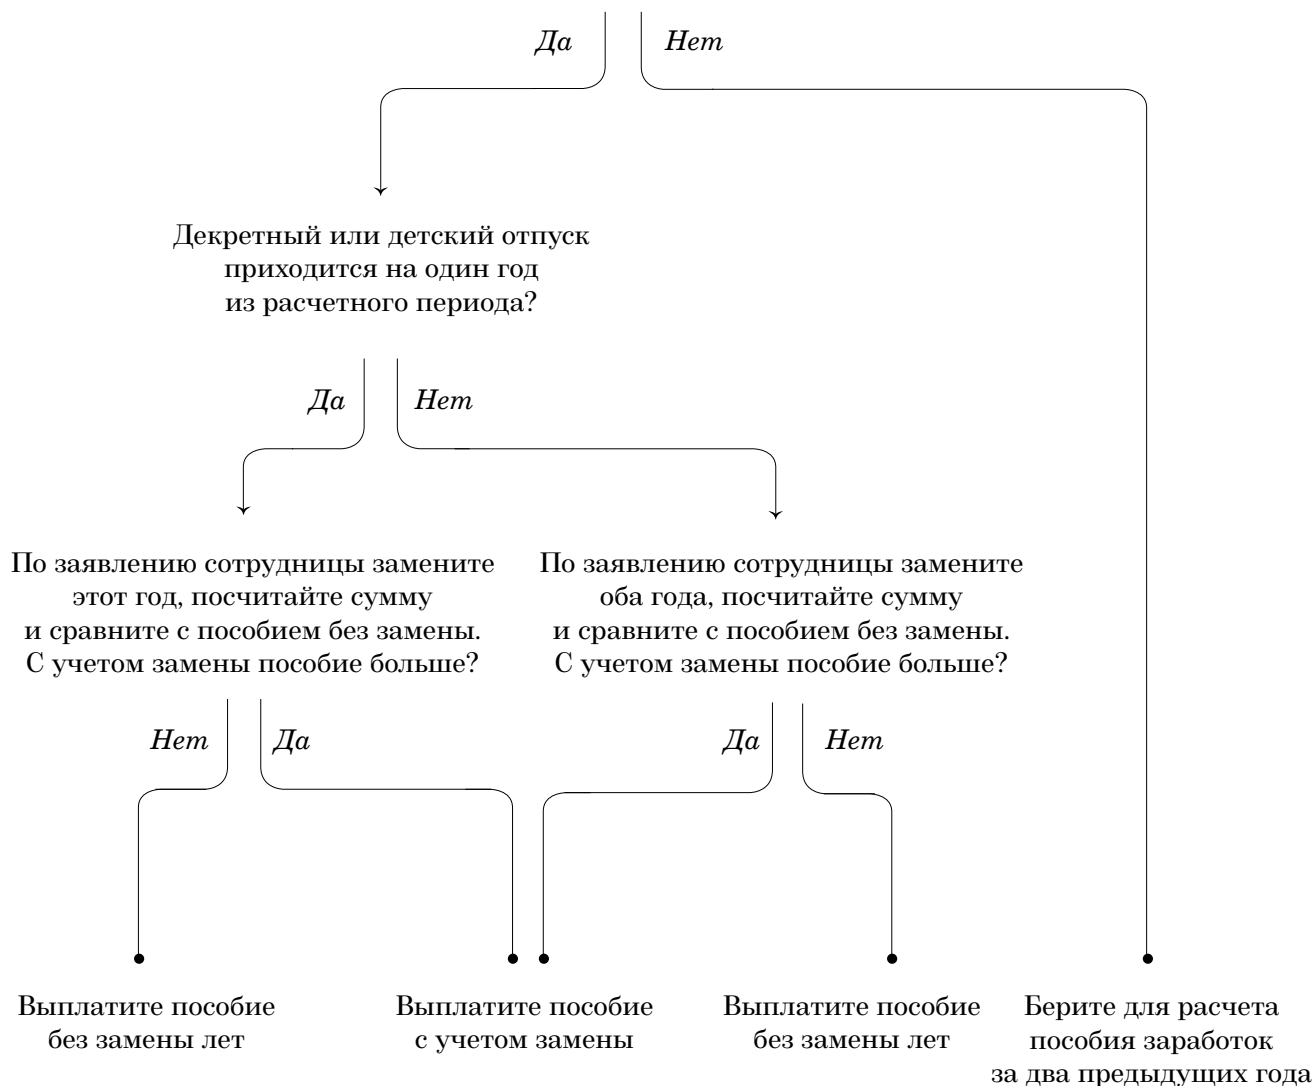 Да
Нет
Декретный или детский отпуск
приходится на один год
из расчетного периода?
Да
Нет
По заявлению сотрудницы замените
этот год, посчитайте сумму
и сравните с пособием без замены.
С учетом замены пособие больше?
По заявлению сотрудницы замените
оба года, посчитайте сумму
и сравните с пособием без замены.
С учетом замены пособие больше?
Нет
Да
Да
Нет
Выплатите пособие
без замены лет
Выплатите пособие
с учетом замены
Выплатите пособие
без замены лет
Берите для расчета
пособия заработок
за два предыдущих года